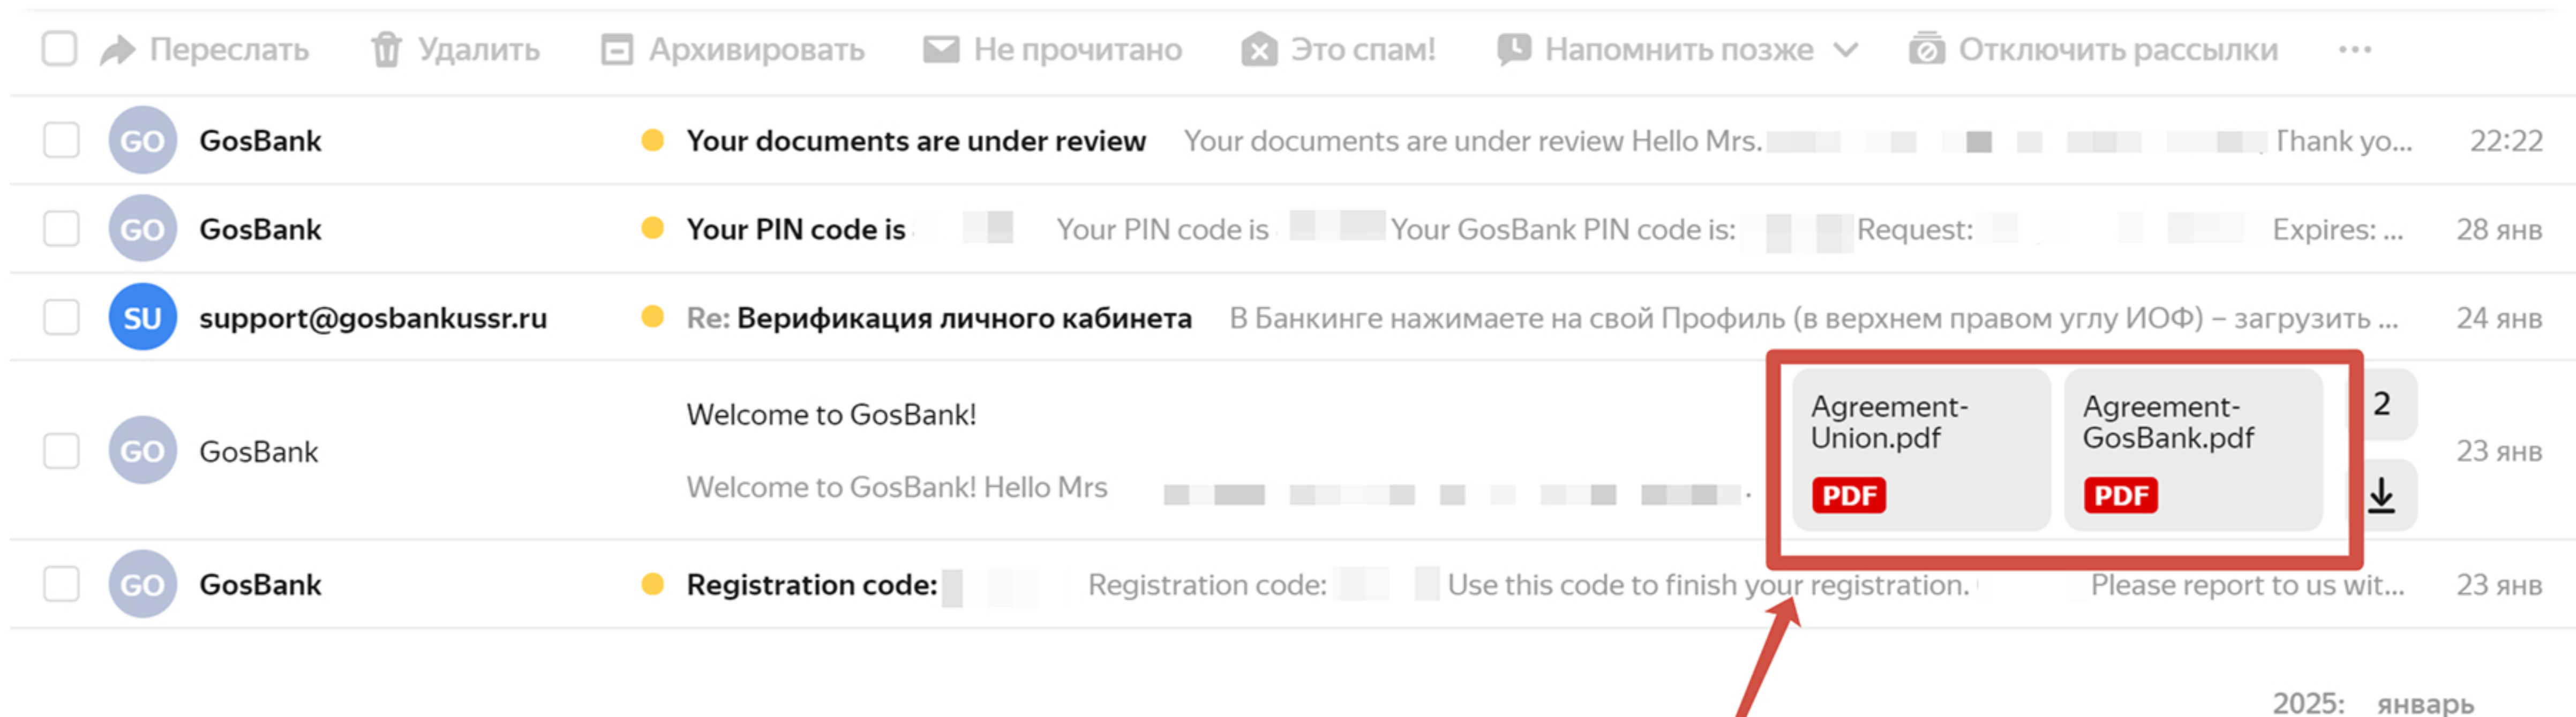 Переслать Удалить Архивировать Не прочитано Это спам! Напомнить позже Отключить рассылки ...
GO GosBank Your documents are under review Your documents are under review Hello Mrs. Thank yo... 22:22
GO GosBank Your PIN code is Your PIN code is Your GosBank PIN code is: Request: Expires: ... 28 янв
SU support@gosbankussr.ru Re: Верификация личного кабинета В Банкинге нажимаете на свой Профиль (в верхнем правом углу ИОФ) – загрузить ... 24 янв
GO GosBank Welcome to GosBank!
Welcome to GosBank! Hello Mrs
Agreement-
Union.pdf
PDF
Agreement-
GosBank.pdf
PDF
2
23 янв
GO GosBank Registration code: Registration code: Use this code to finish your registration. Please report to us wit... 23 янв
2025: январь